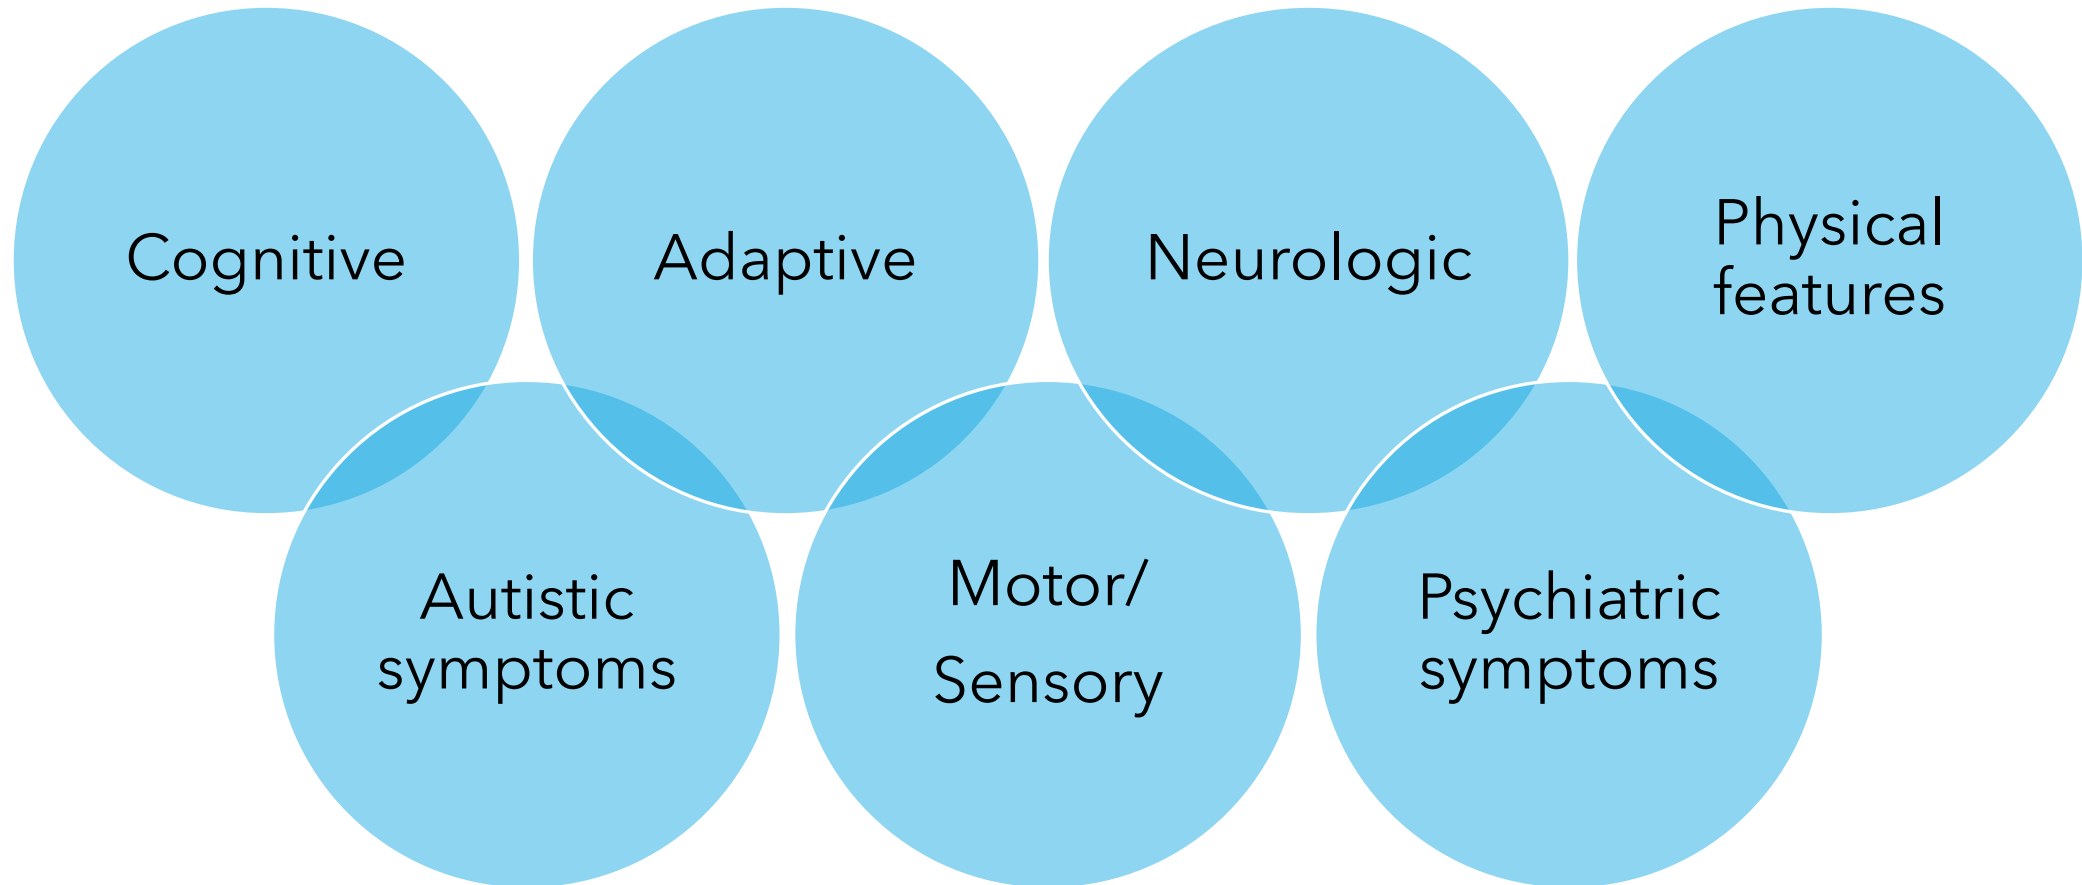 Cognitive
Adaptive
Neurologic
Physical
features
Autistic
symptoms
Motor/
Sensory
Psychiatric
symptoms